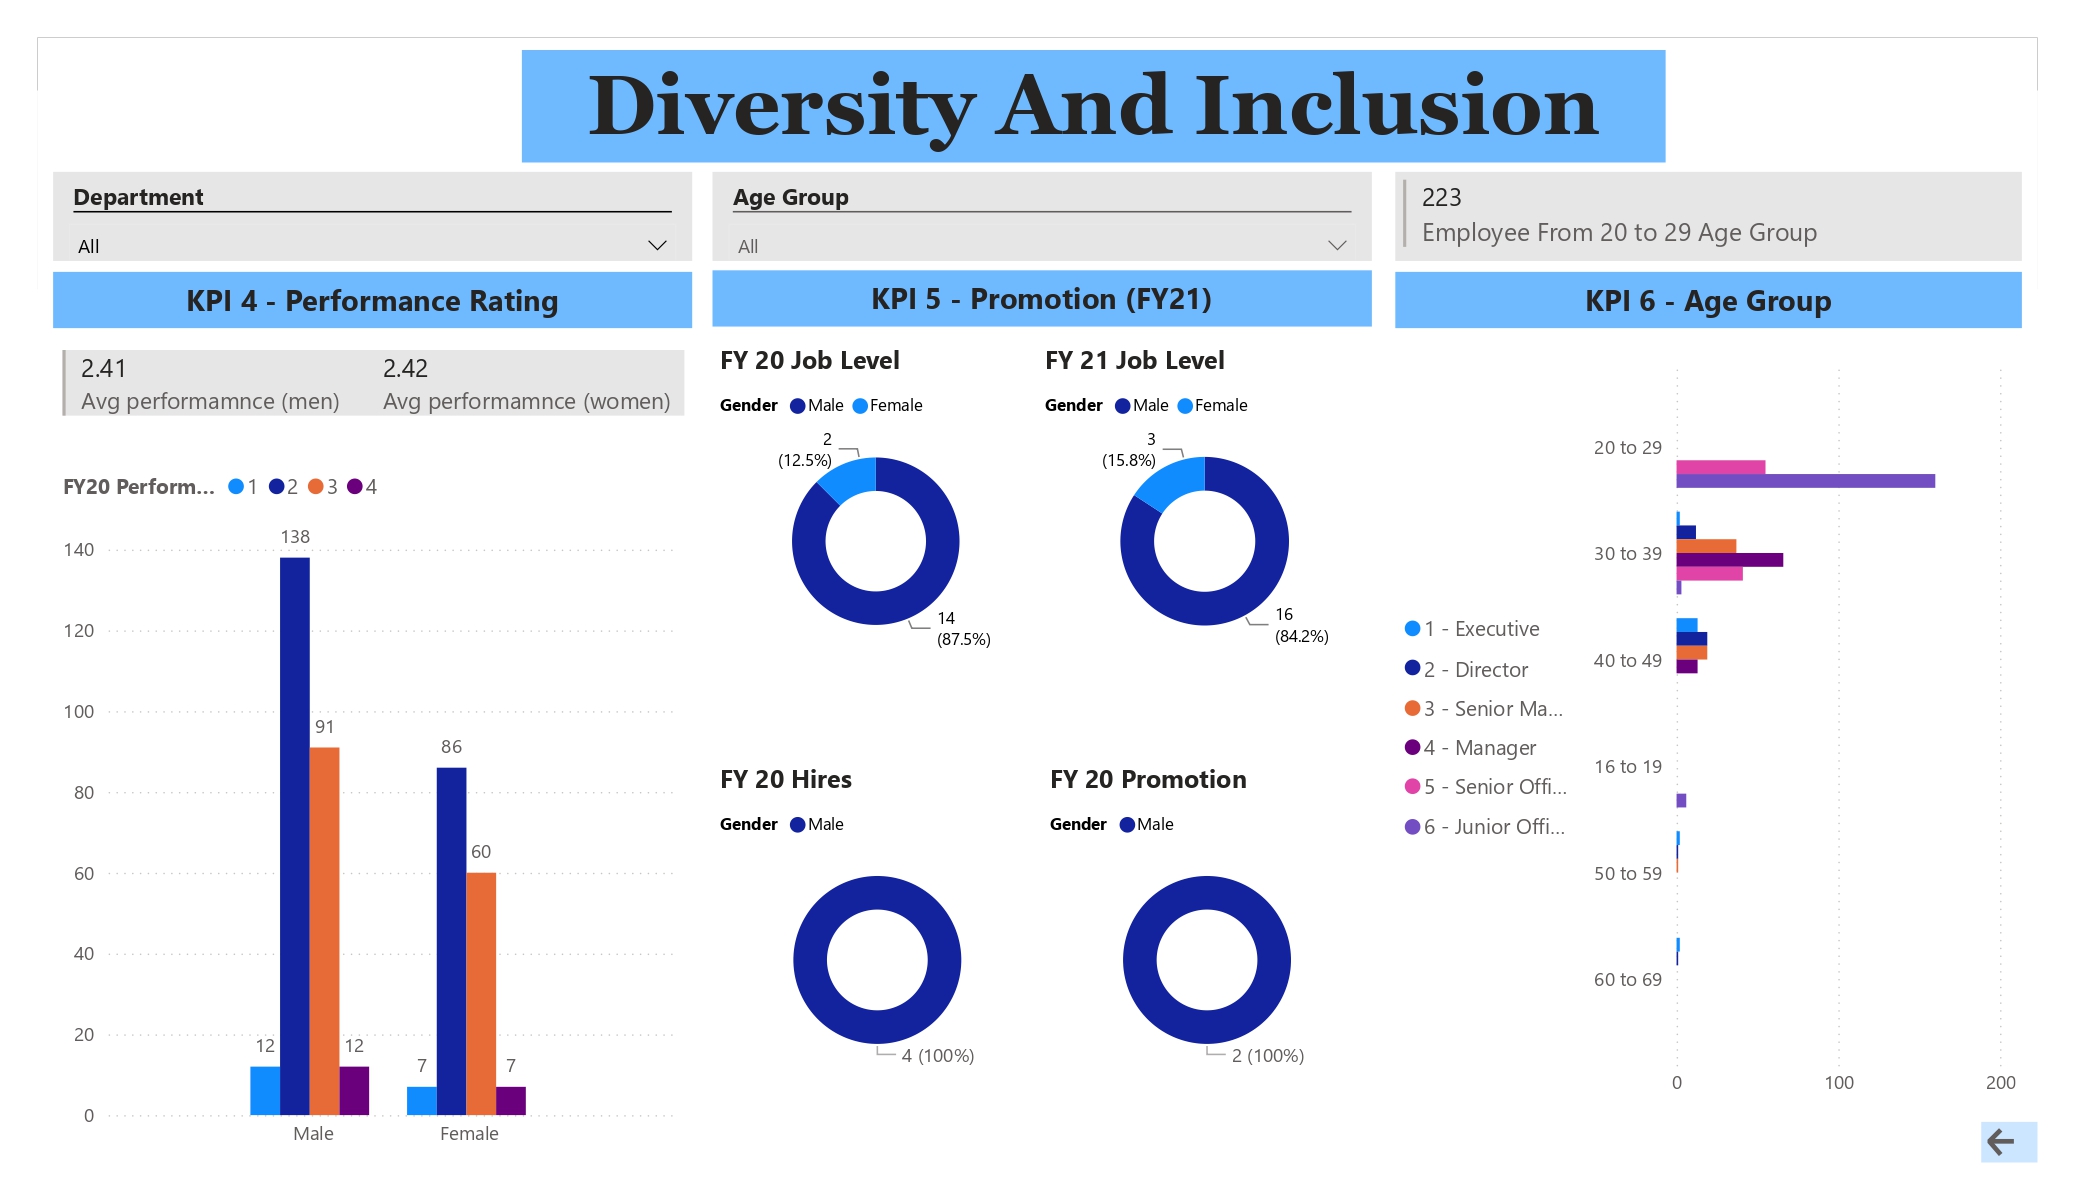 Diversity And Inclusion
Department
All
Age Group
All
223
Employee From 20 to 29 Age Group
KPI 4 - Performance Rating
2.41
Avg performamnce (men)
2.42
Avg performamnce (women)
FY20 Perform... 1 2 3 4
140
120
100
80
60
40
20
0
12
138
91
12
7
86
60
7
Male
Female
KPI 5 - Promotion (FY21)
FY 20 Job Level
Gender Male Female
2
(12.5%)
14
(87.5%)
FY 21 Job Level
Gender Male Female
3
(15.8%)
16
(84.2%)
FY 20 Hires
Gender Male
4 (100%)
FY 20 Promotion
Gender Male
2 (100%)
KPI 6 - Age Group
1 - Executive
2 - Director
3 - Senior Ma...
4 - Manager
5 - Senior Offi...
6 - Junior Offi...
20 to 29
30 to 39
40 to 49
16 to 19
50 to 59
60 to 69
0
100
200